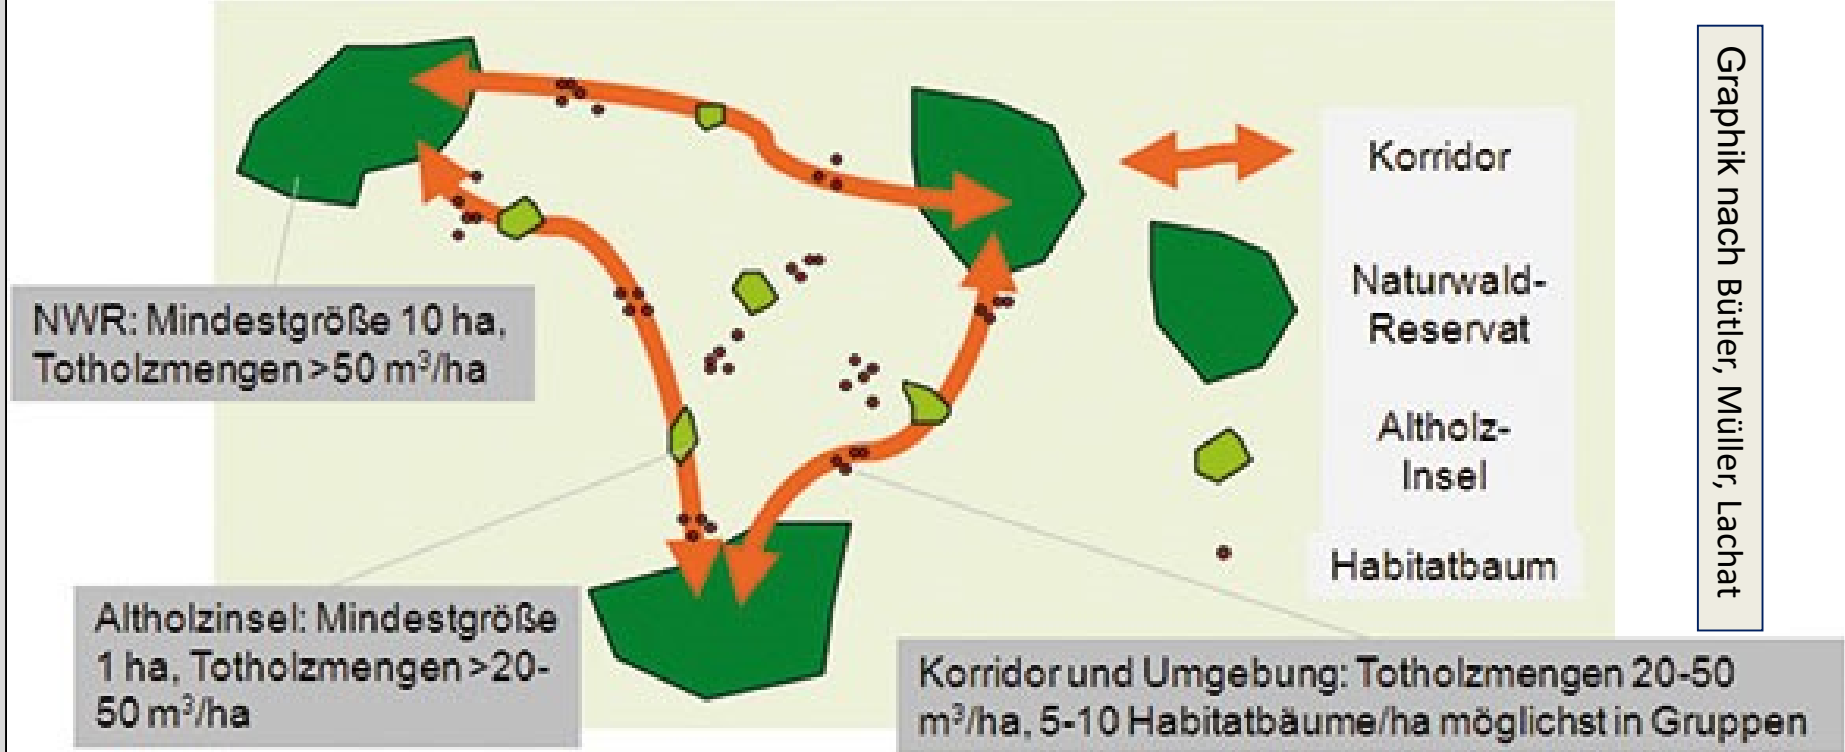 Korridor
Naturwald-
Reservat
Altholz-
Insel
Habitatbaum
NWR: Mindestgröße 10 ha,
Totholzmengen >50 m³/ha
Altholzinsel: Mindestgröße
1 ha, Totholzmengen >20-
50 m³/ha
Korridor und Umgebung: Totholzmengen 20-50
m³/ha, 5-10 Habitatbäume/ha möglichst in Gruppen
Graphik nach Bütler, Müller, Lachat